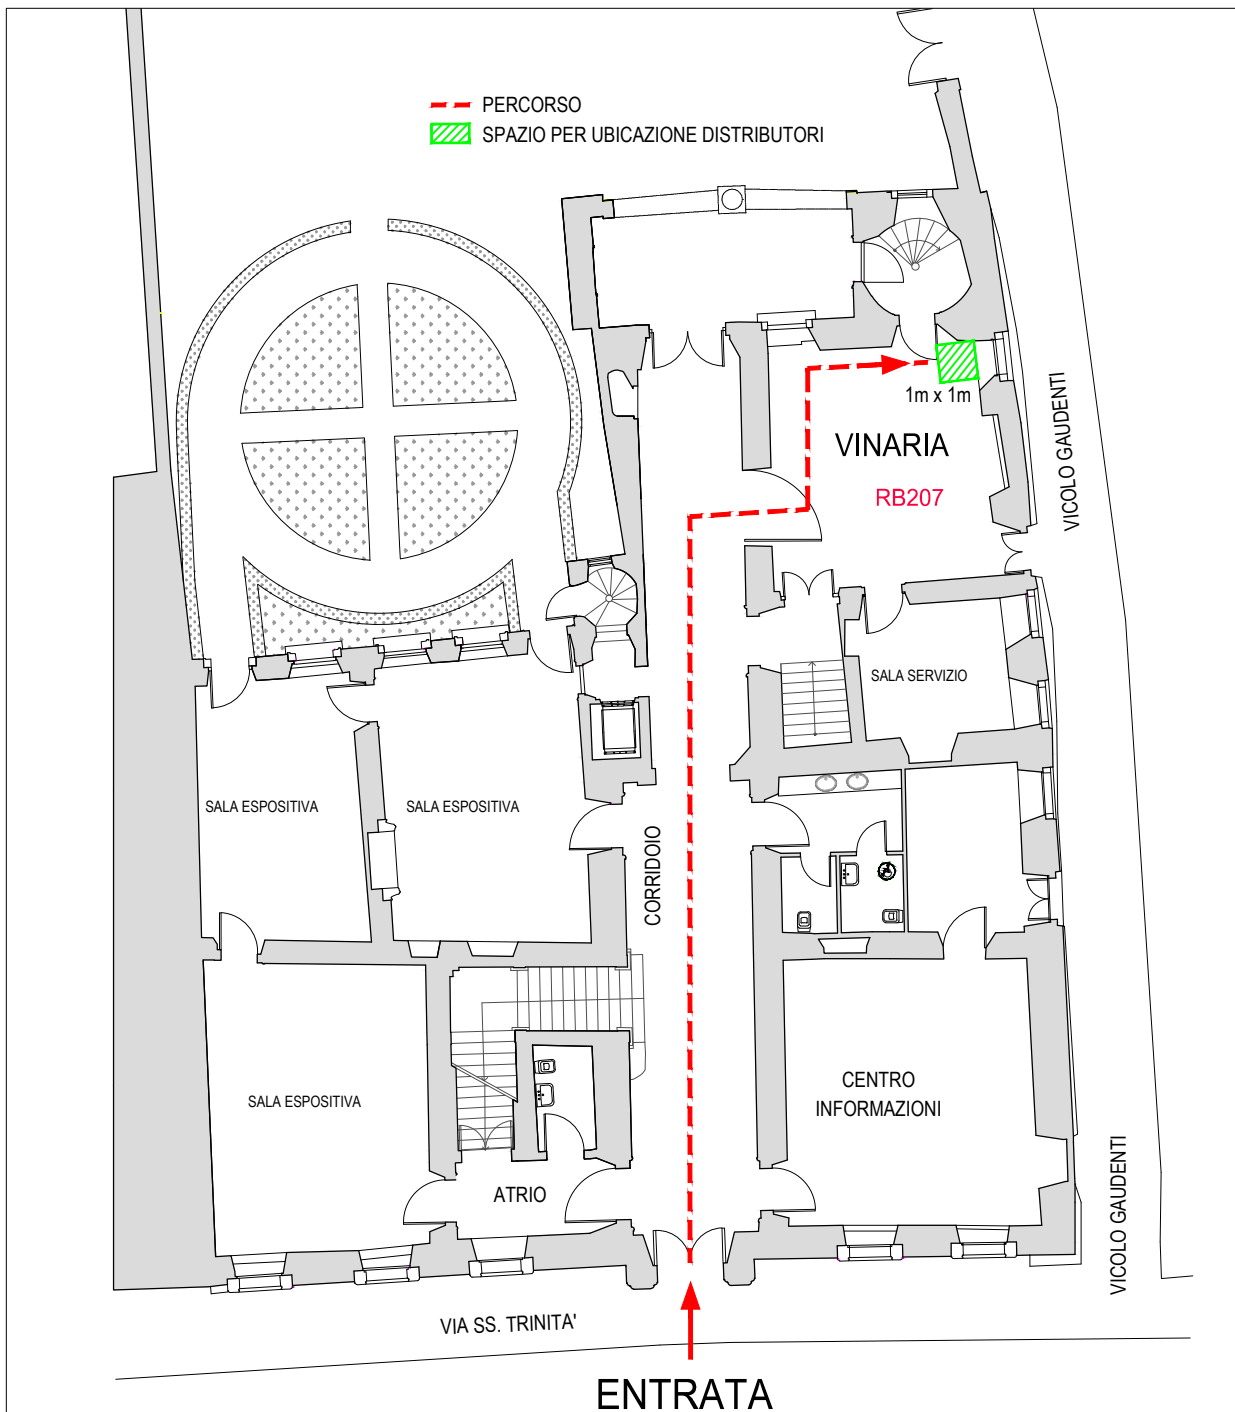 PERCORSO
SPAZIO PER UBICAZIONE DISTRIBUTORI
1m x 1m
VINARIA
RB207
VICOLO GAUDENTI
SALA SERVIZIO
SALA ESPOSITIVA
SALA ESPOSITIVA
CORRIDOIO
CENTRO
INFORMAZIONI
SALA ESPOSITIVA
ATRIO
VICOLO GAUDENTI
VIA SS. TRINITA'
ENTRATA